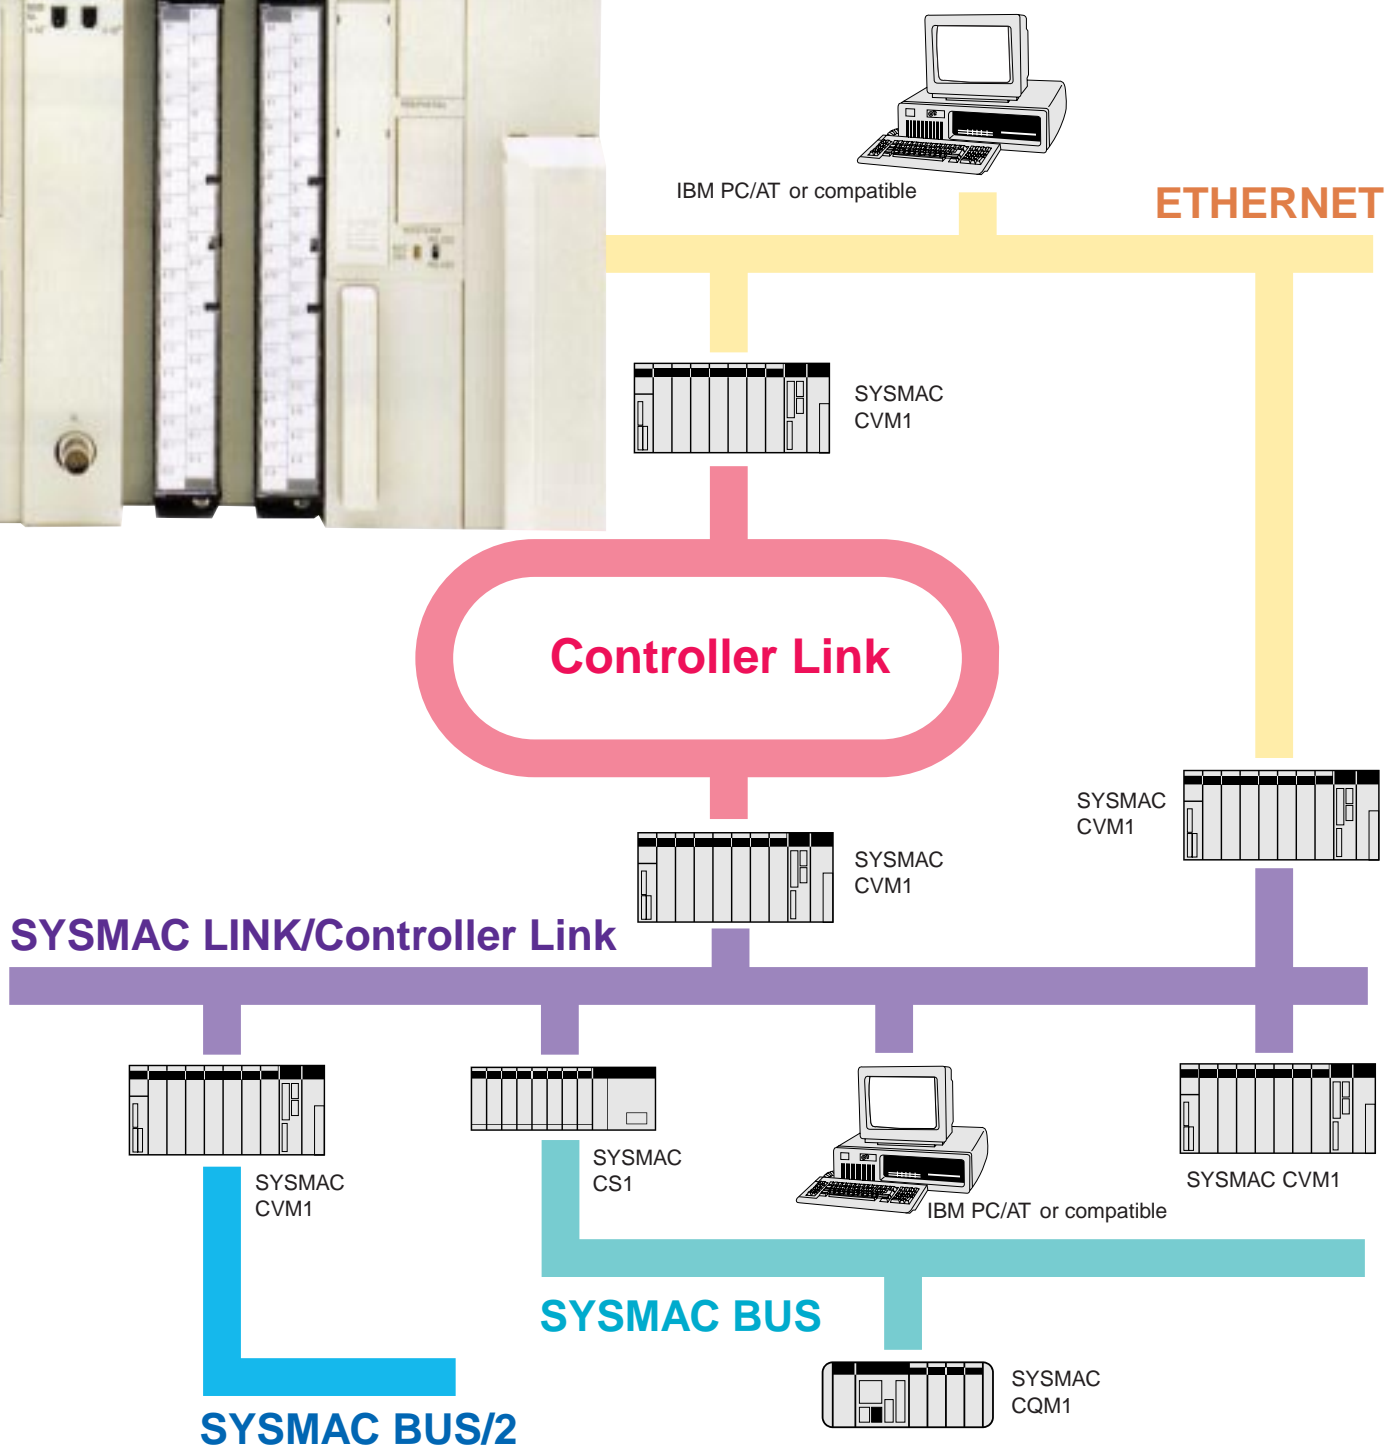 IBM PC/AT or compatible
ETHERNET
SYSMAC
CVM1
Controller Link
SYSMAC
CVM1
SYSMAC
CVM1
SYSMAC LINK/Controller Link
SYSMAC
CVM1
SYSMAC
CS1
IBM PC/AT or compatible
SYSMAC CVM1
SYSMAC BUS
SYSMAC
CQM1
SYSMAC BUS/2